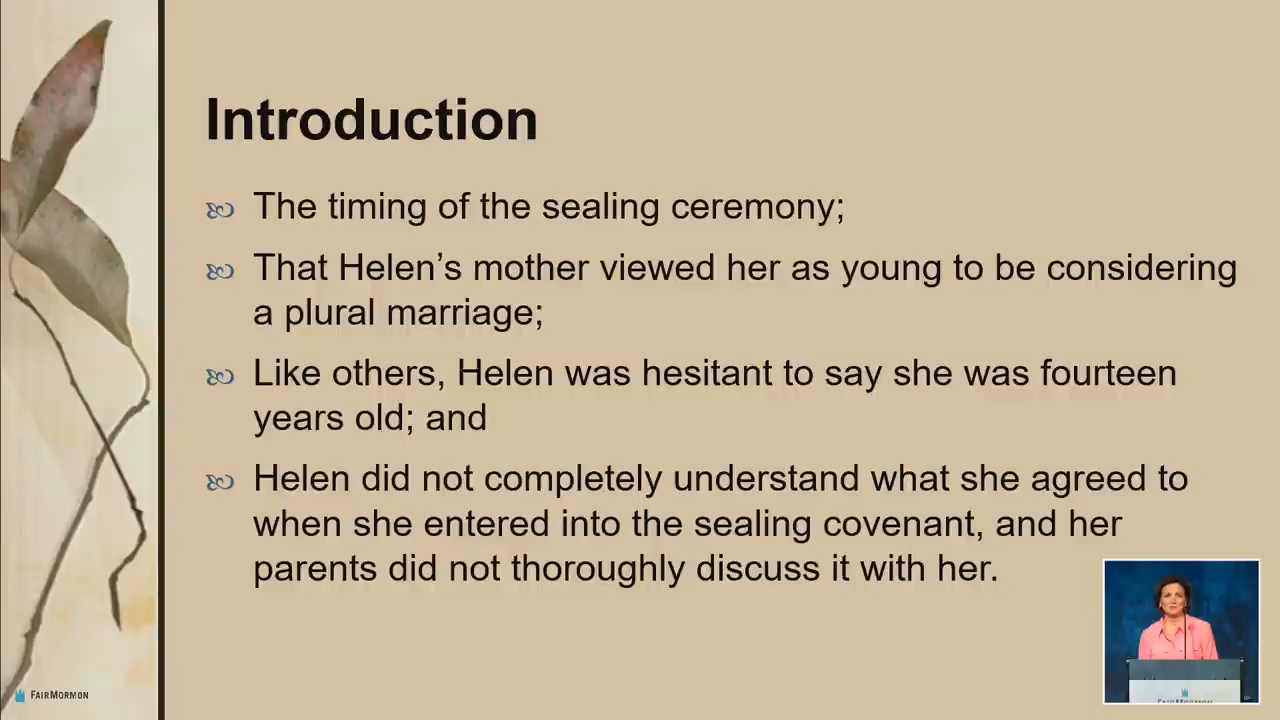 Introduction
The timing of the sealing ceremony;
That Helen’s mother viewed her as young to be considering
a plural marriage;
Like others, Helen was hesitant to say she was fourteen
years old; and
Helen did not completely understand what she agreed to
when she entered into the sealing covenant, and her
parents did not thoroughly discuss it with her.
FAIRMORMON
FAIRMORMON